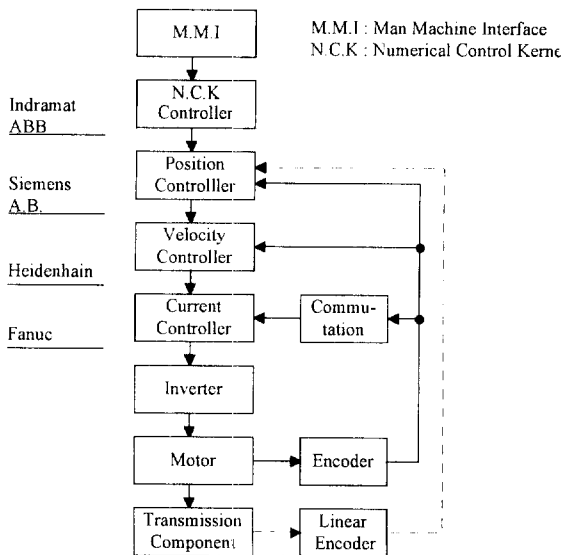 M.M.I
M.M.I : Man Machine Interface
N.C.K : Numerical Control Kerne
N.C.K
Controller
Indramat
ABB
Position
Controlller
Siemens
A.B.
Velocity
Controller
Heidenhain
Current
Controller
Commu-
tation
Fanuc
Inverter
Motor
Encoder
Transmission
Component
Linear
Encoder